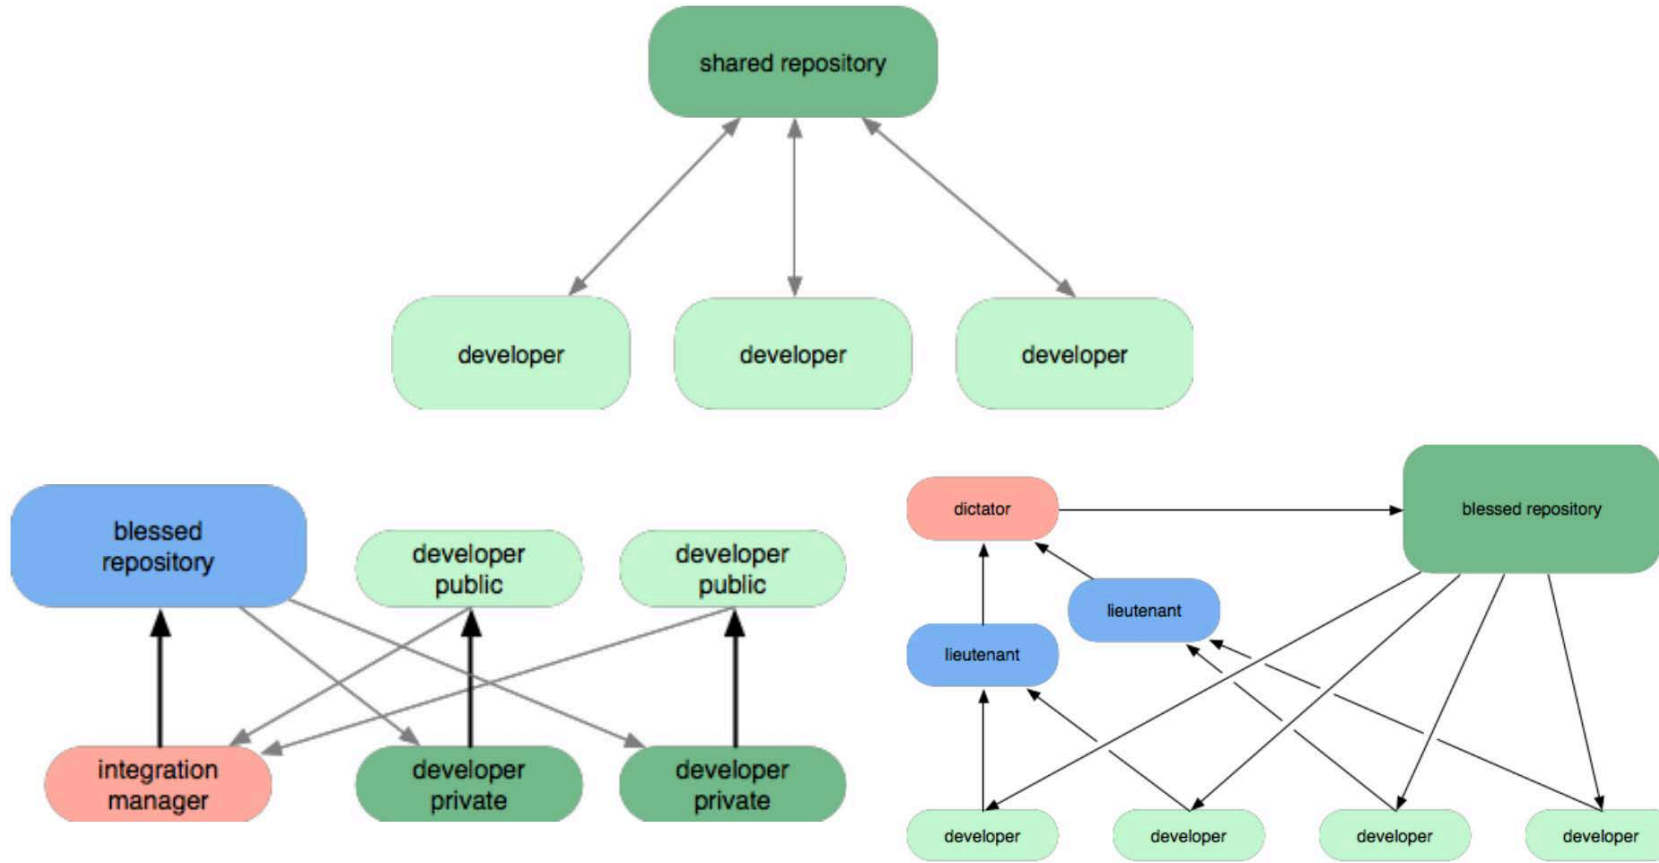 shared repository
developer
developer
developer
blessed
repository
developer
public
developer
public
integration
manager
developer
private
developer
private
dictator
blessed repository
lieutenant
lieutenant
developer
developer
developer
developer